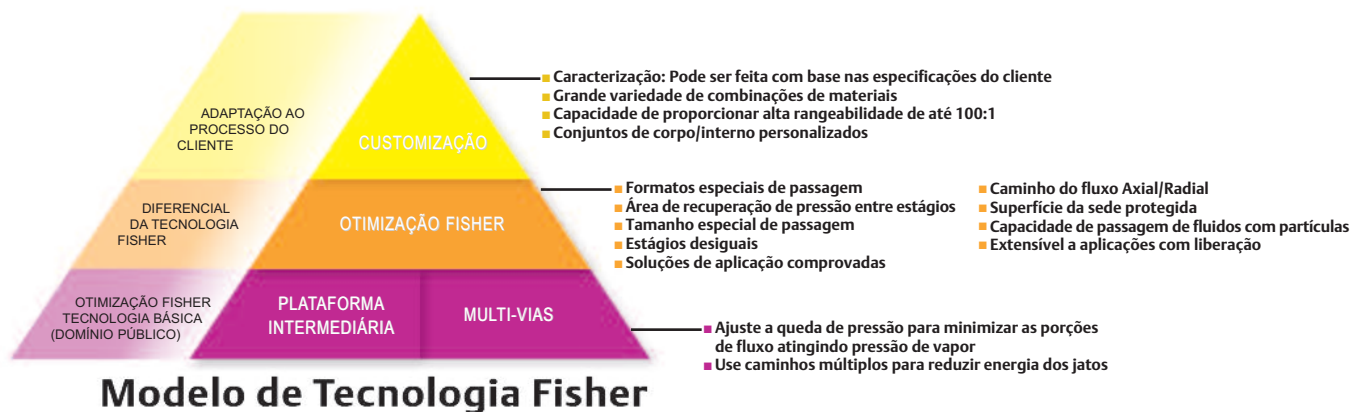 ADAPTAÇÃO AO
PROCESSO DO
CLIENTE
CUSTOMIZAÇÃO
Caracterização: Pode ser feita com base nas especificações do cliente
Grande variedade de combinações de materiais
Capacidade de proporcionar alta rangeabilidade de até 100:1
Conjuntos de corpo/interno personalizados
DIFERENCIAL
DA TECNOLOGIA
FISHER
OTIMIZAÇÃO FISHER
Formatos especiais de passagem
Área de recuperação de pressão entre estágios
Tamanho especial de passagem
Estágios desiguais
Soluções de aplicação comprovadas
Caminho do fluxo Axial/Radial
Superfície da sede protegida
Capacidade de passagem de fluidos com partículas
Extensível a aplicações com liberação
OTIMIZAÇÃO FISHER
TECNOLOGIA BÁSICA
(DOMÍNIO PÚBLICO)
PLATAFORMA
INTERMEDIÁRIA
MULTI-VIAS
Ajuste a queda de pressão para minimizar as porções
de fluxo atingindo pressão de vapor
Use caminhos múltiplos para reduzir energia dos jatos
Modelo de Tecnologia Fisher